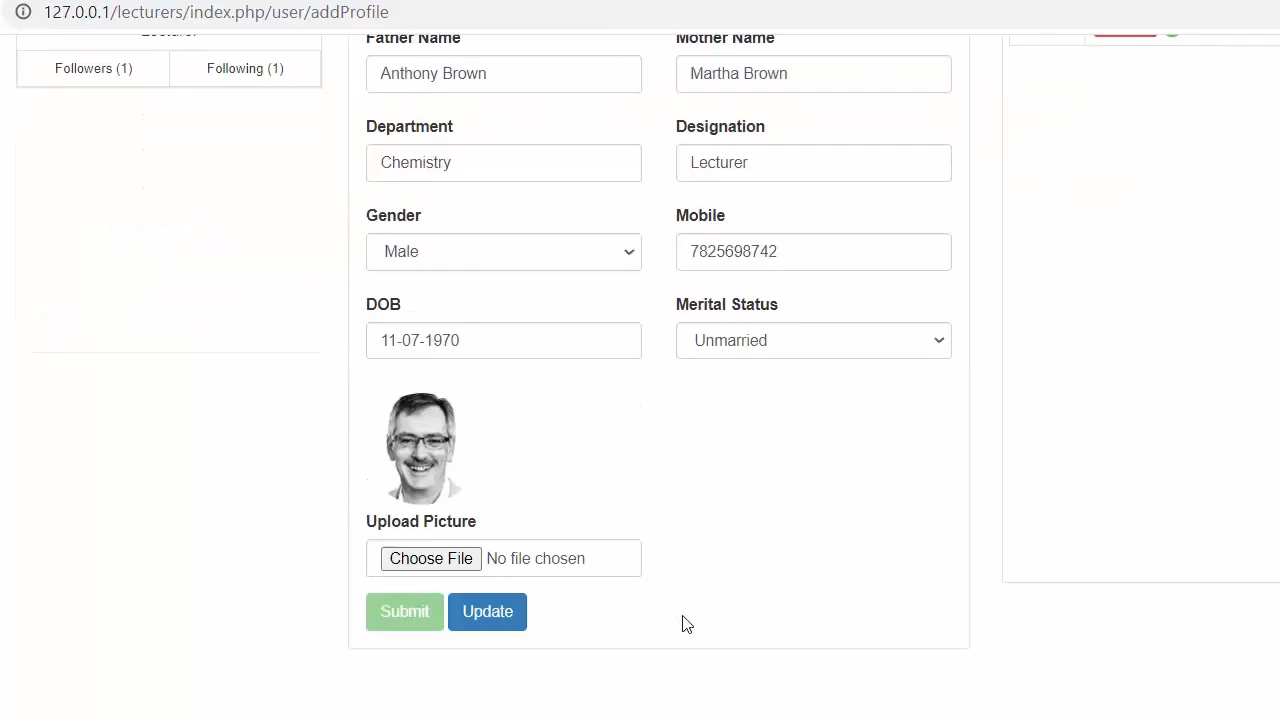 127.0.0.1/lecturers/index.php/user/addProfile
Followers (1) Following (1)
Father Name Mother Name
Anthony Brown Martha Brown
Department Designation
Chemistry Lecturer
Gender Mobile
Male 7825698742
DOB Merital Status
11-07-1970 Unmarried
Upload Picture
Choose File No file chosen
Submit Update